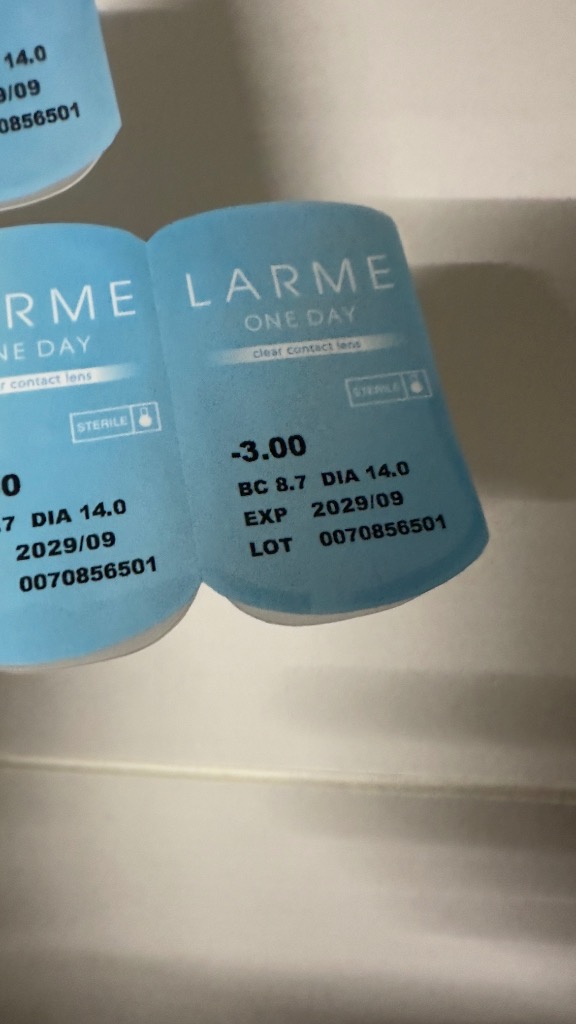 14.0
/09
0856501
RME
NE DAY
r contact lens
STERILE
0
.7 DIA 14.0
2029/09
0070856501
LARME
ONE DAY
clear contact lens
STERILE
-3.00
BC 8.7 DIA 14.0
EXP 2029/09
LOT 0070856501